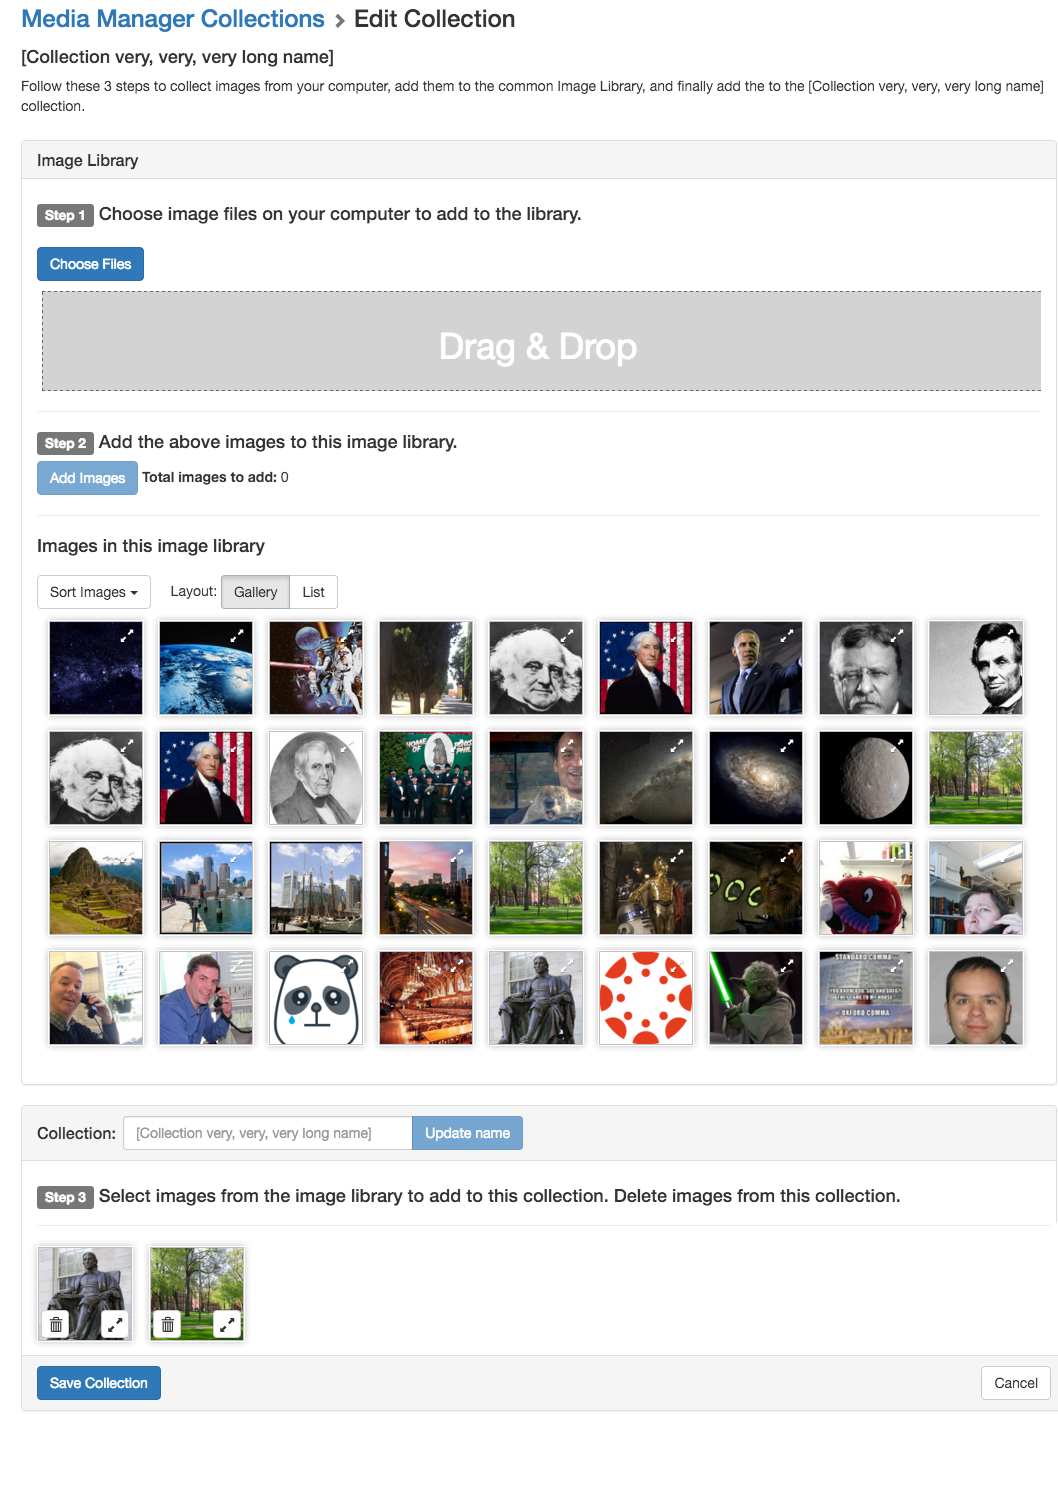 Media Manager Collections > Edit Collection
[Collection very, very, very long name]
Follow these 3 steps to collect images from your computer, add them to the common Image Library, and finally add the to the [Collection very, very, very long name]
collection.
Image Library
Step 1 Choose image files on your computer to add to the library.
Choose Files
Drag & Drop
Step 2 Add the above images to this image library.
Add Images Total images to add: 0
Images in this image library
Sort Images Layout: Gallery List
HOME
OF
STANDARD COMMA
OXFORD COMMA
Collection: [Collection very, very, very long name] Update name
Step 3 Select images from the image library to add to this collection. Delete images from this collection.
Save Collection Cancel